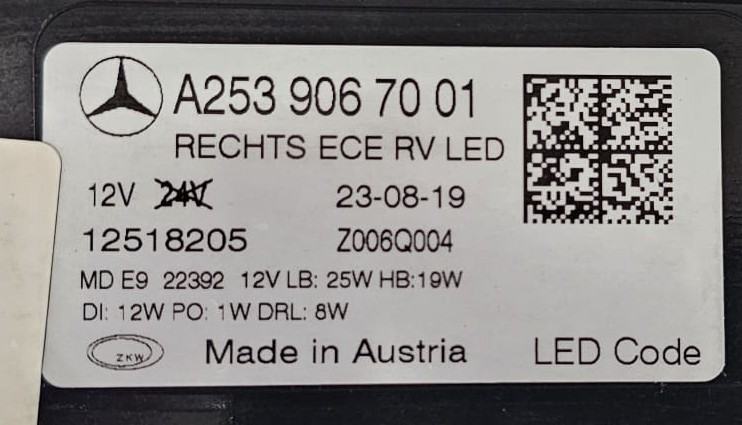 A253 906 70 01
RECHTS ECE RV LED
12V 24V 23-08-19
12518205 Z006Q004
MD E9 22392 12V LB: 25W HB:19W
DI: 12W PO: 1W DRL: 8W
ZKW Made in Austria LED Code